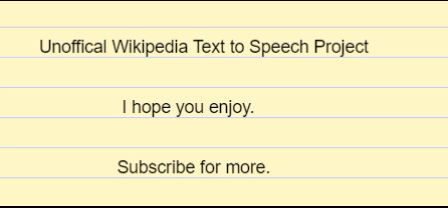 Unoffical Wikipedia Text to Speech Project
I hope you enjoy.
Subscribe for more.